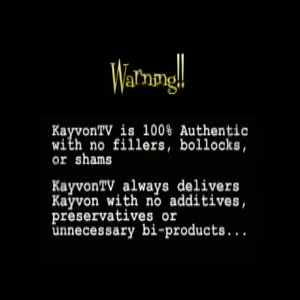 Warning!!
KayvonTV is 100% Authentic
with no fillers, bollocks,
or shams
KayvonTV always delivers
Kayvon with no additives,
preservatives or
unnecessary bi-products...